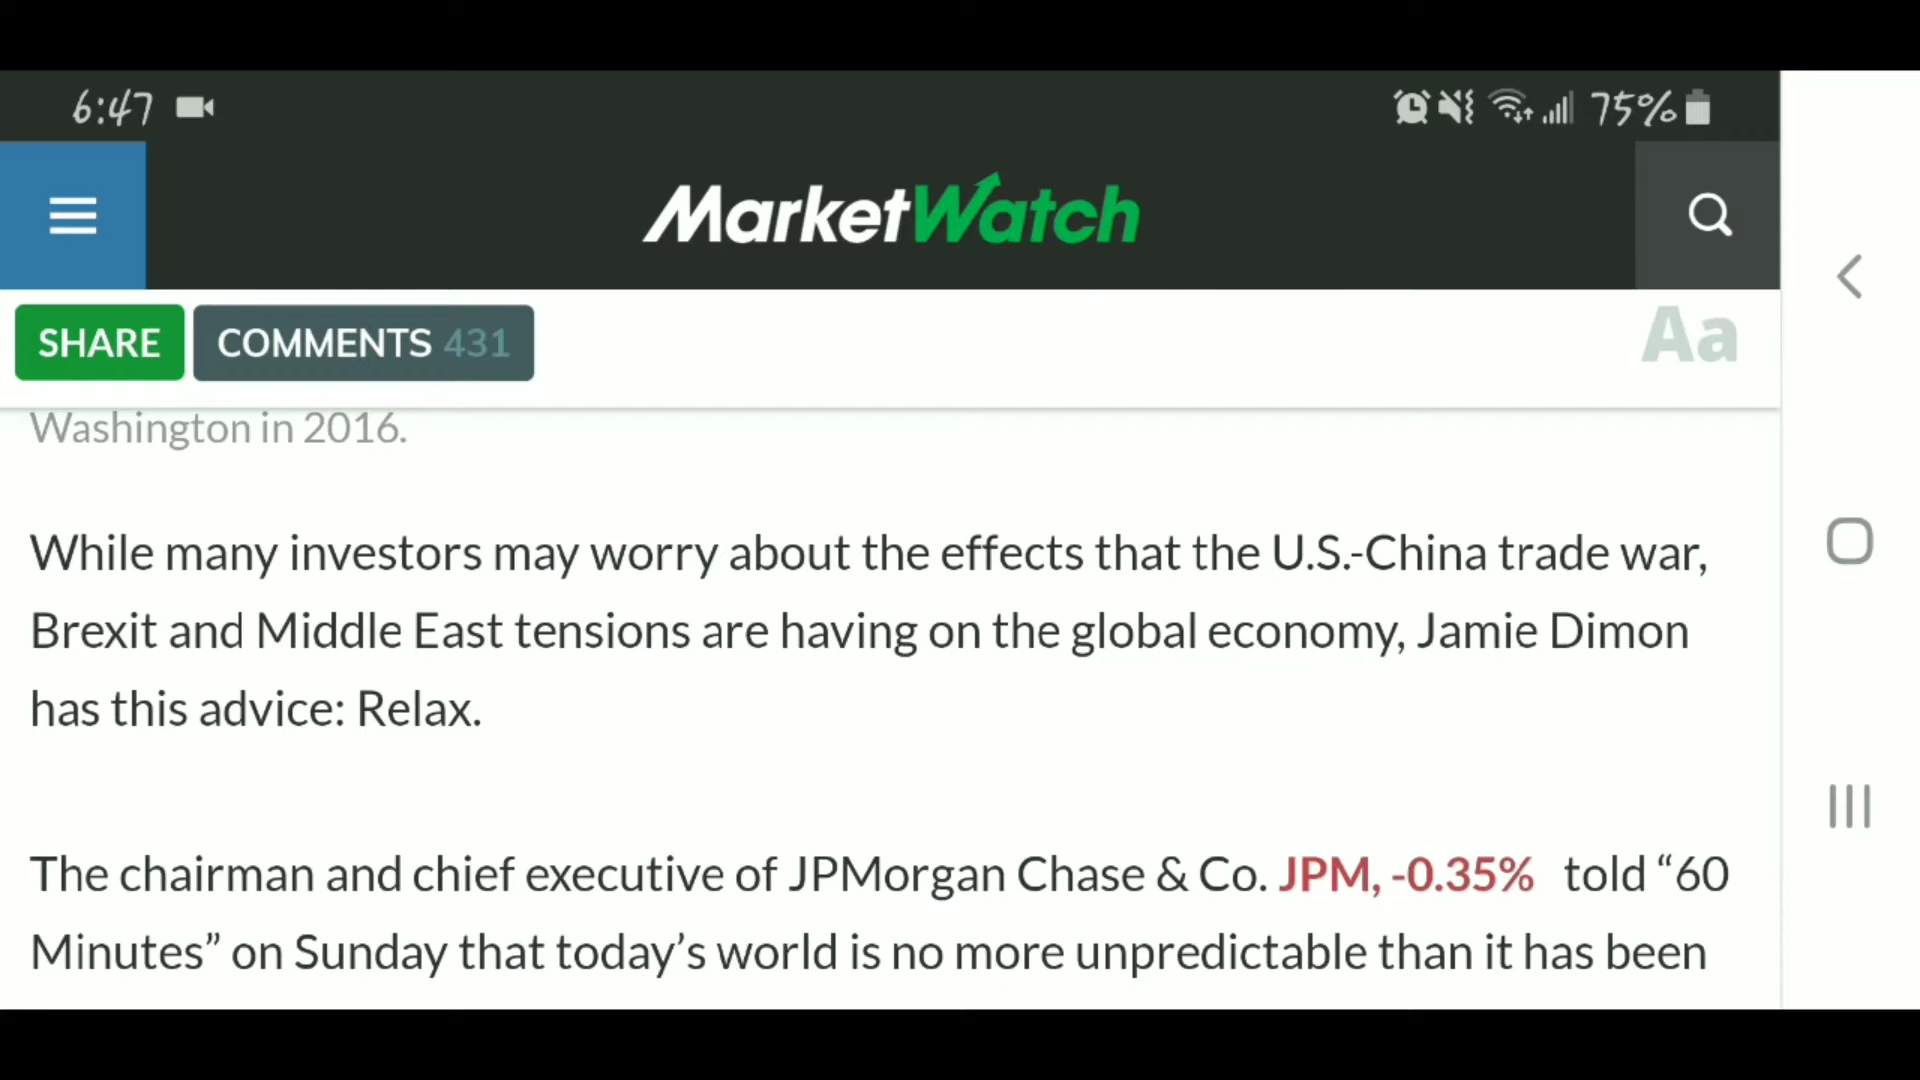 6:47
75%
MarketWatch
SHARE
COMMENTS 431
Aa
Washington in 2016.
While many investors may worry about the effects that the U.S.-China trade war,
Brexit and Middle East tensions are having on the global economy, Jamie Dimon
has this advice: Relax.
The chairman and chief executive of JPMorgan Chase & Co. JPM, -0.35% told “60
Minutes” on Sunday that today’s world is no more unpredictable than it has been